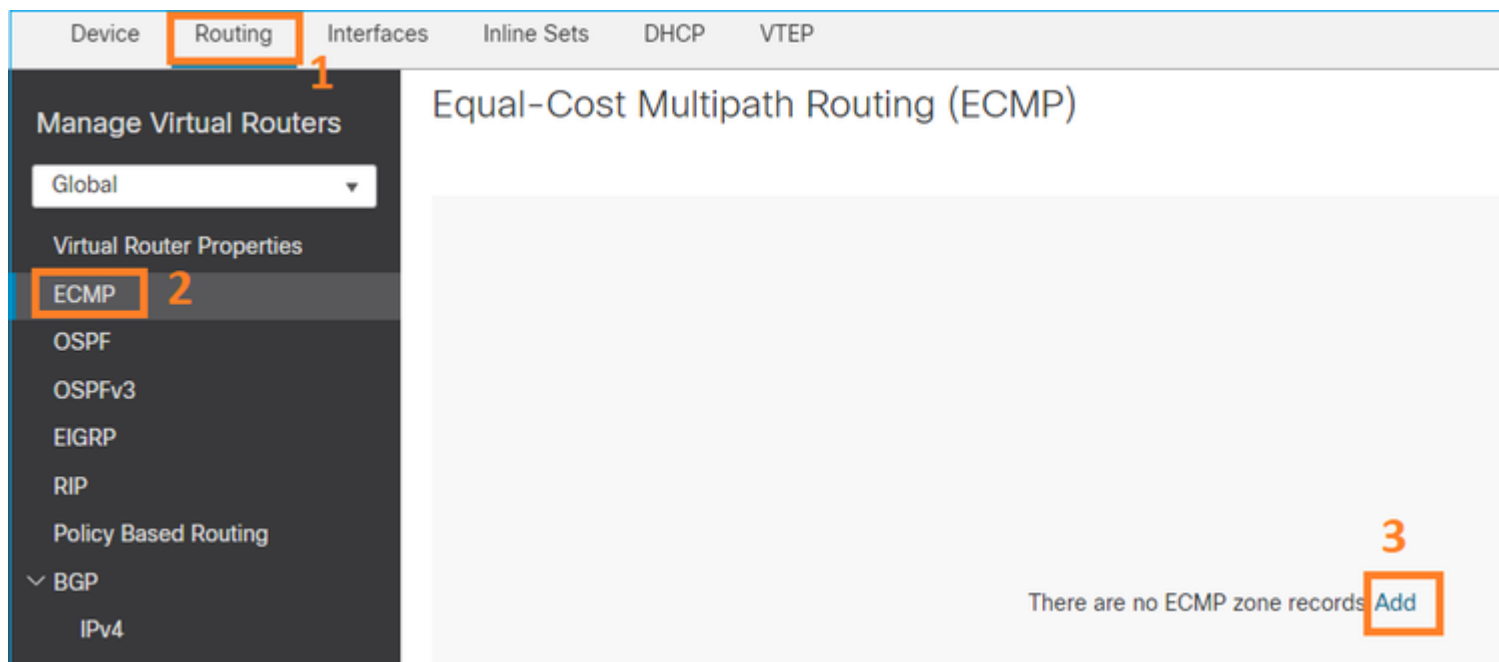 Device Routing Interfaces Inline Sets DHCP VTEP
1
Manage Virtual Routers
Global
Virtual Router Properties
ECMP 2
OSPF
OSPFv3
EIGRP
RIP
Policy Based Routing
BGP
IPv4
Equal-Cost Multipath Routing (ECMP)
3
There are no ECMP zone records Add